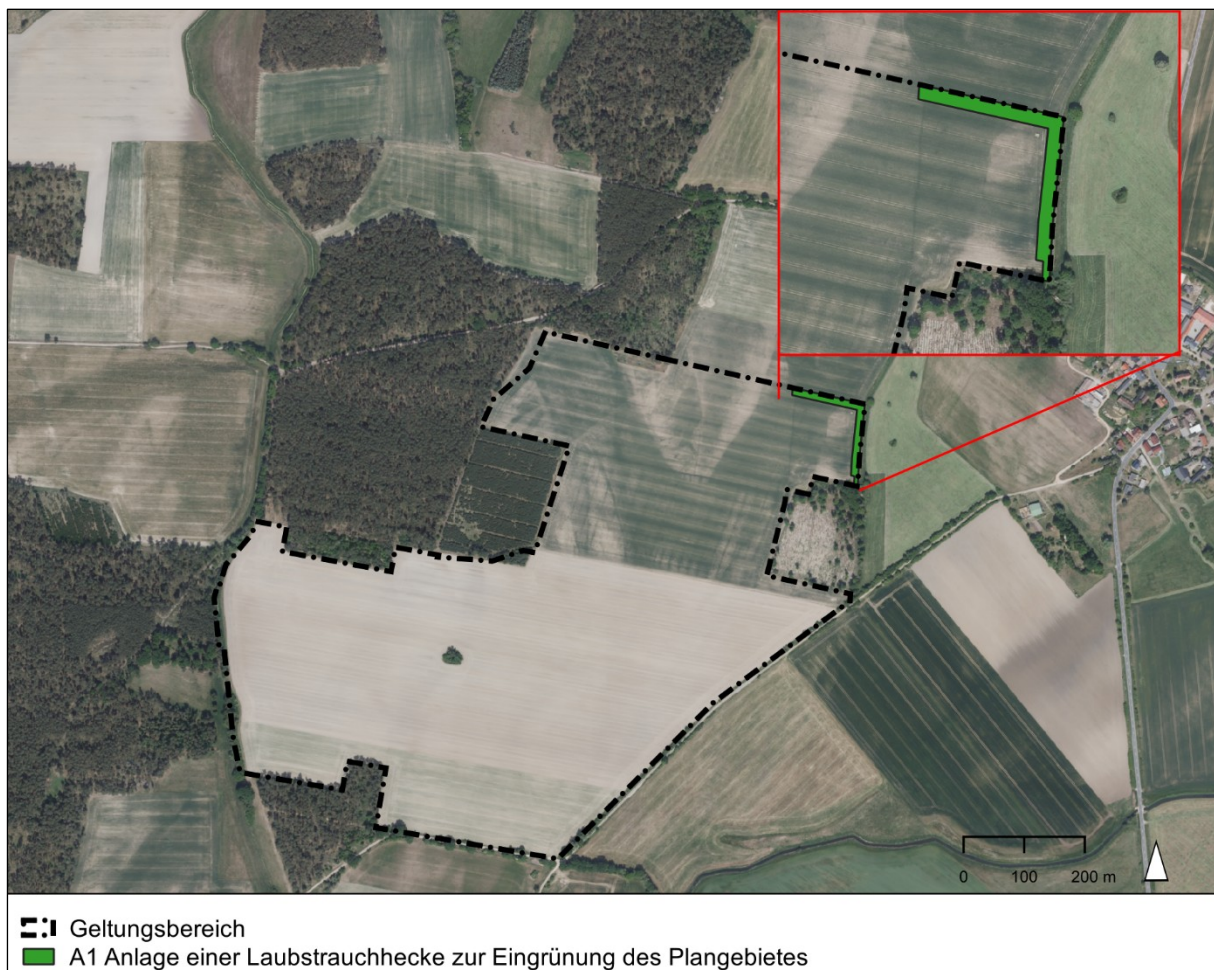 0 100 200 m
Geltungsbereich
A1 Anlage einer Laubstrauchhecke zur Eingrünung des Plangebietes